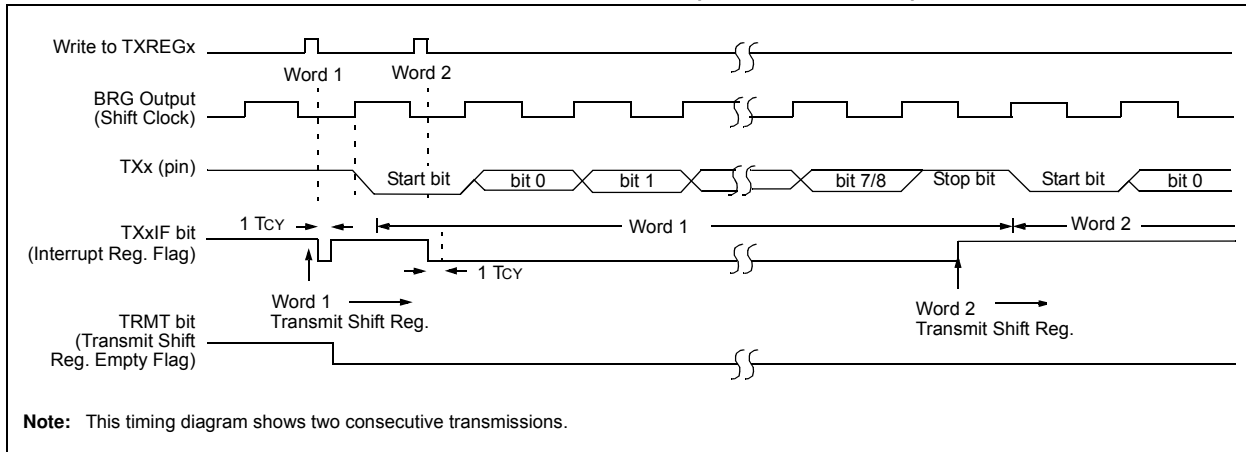 Write to TXREGx
Word 1
Word 2
BRG Output
(Shift Clock)
TXx (pin)
Start bit
bit 0
bit 1
bit 7/8
Stop bit
Start bit
bit 0
1 TCY
Word 1
Word 2
TXxIF bit
(Interrupt Reg. Flag)
1 TCY
Word 1
Transmit Shift Reg.
Word 2
Transmit Shift Reg.
TRMT bit
(Transmit Shift
Reg. Empty Flag)
Note: This timing diagram shows two consecutive transmissions.